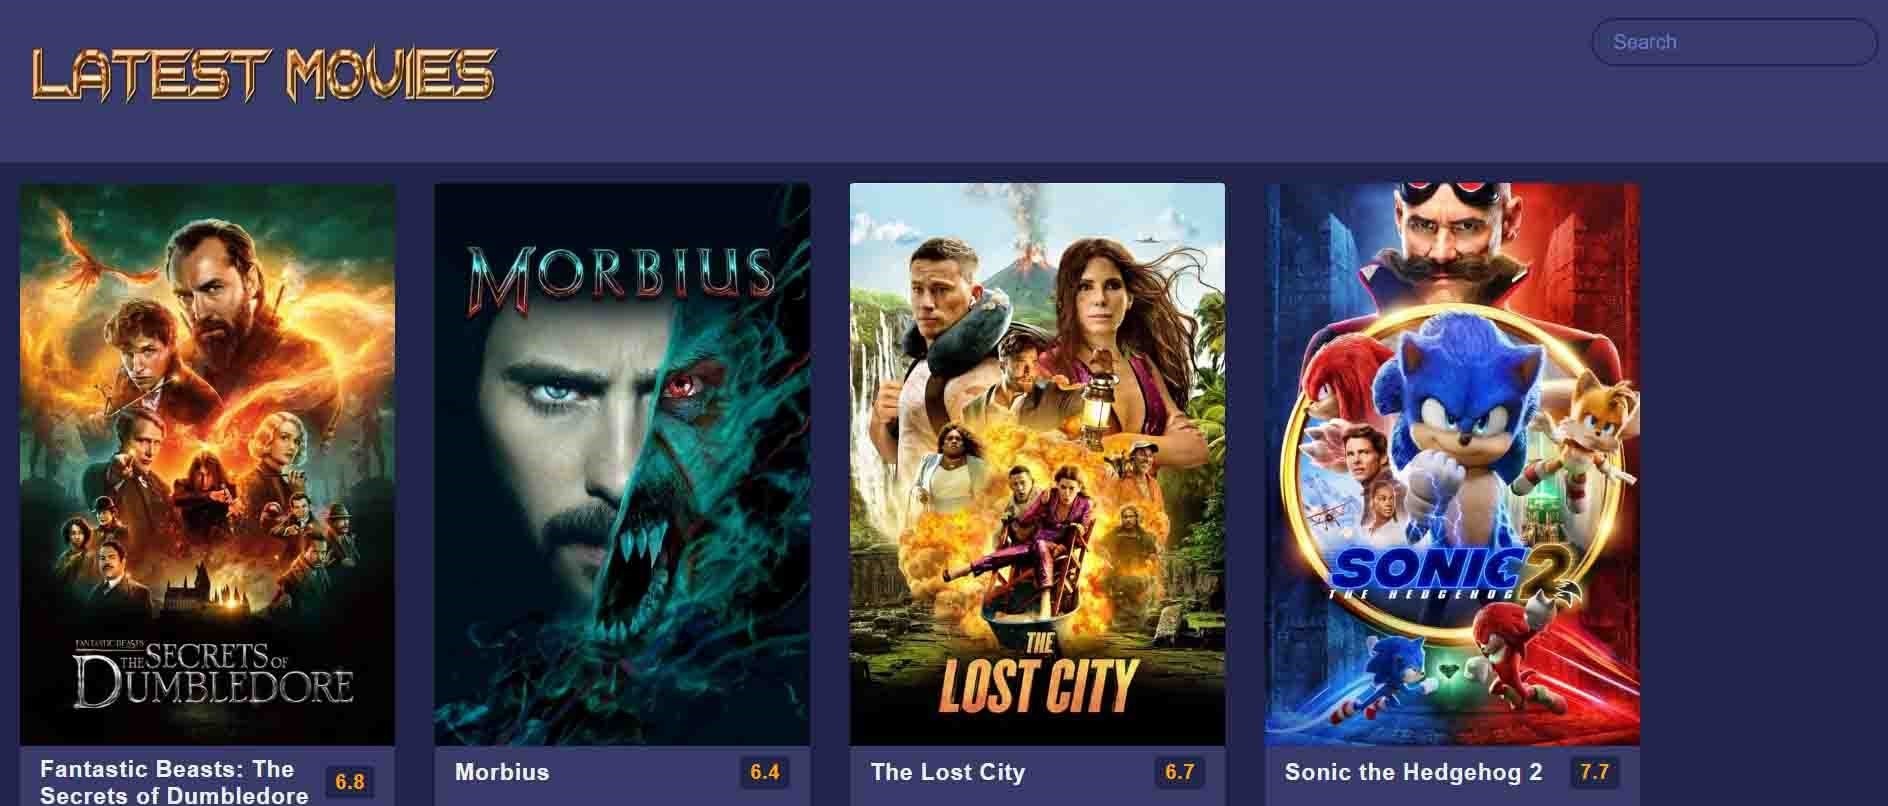 LATEST MOVIES
Search
FANTASTIC BEASTS
THE SECRETS OF
DUMBLEDORE
MORBIUS
THE
LOST CITY
SONIC 2
THE HEDGEHOG
Fantastic Beasts: The
Secrets of Dumbledore
6.8
Morbius
6.4
The Lost City
6.7
Sonic the Hedgehog 2
7.7